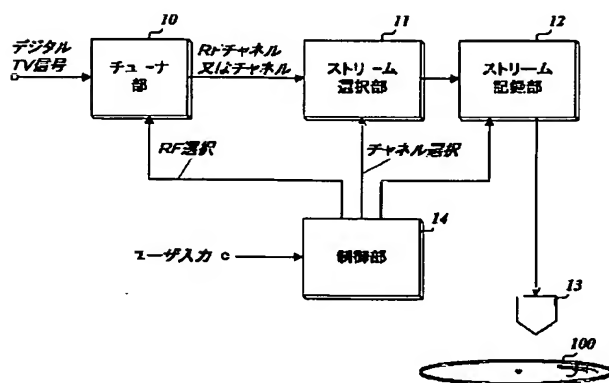 10
11
12
デジタル
TV信号
チューナ
部
RFチャネル
又はチャネル
ストリーム
選択部
ストリーム
記録部
RF選択
チャネル選択
14
ユーザ入力
制御部
13
100